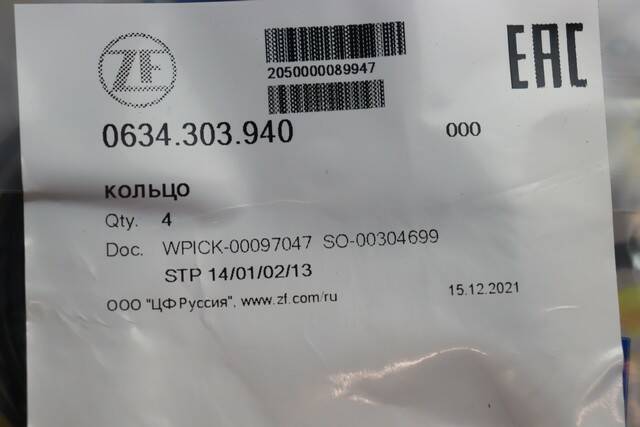 ZF
2050000089947
EAC
0634.303.940 000
кольцо
Qty. 4
Doc. WPICK-00097047 SO-00304699
STP 14/01/02/13
ООО "ЦФ Руссия", www.zf.com/ru 15.12.2021